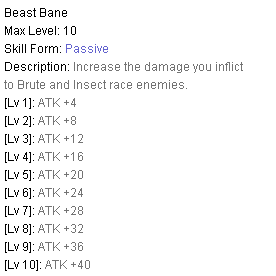 Beast Bane
Max Level: 10
Skill Form: Passive
Description: Increase the damage you inflict
to Brute and Insect race enemies.
[Lv 1]: ATK +4
[Lv 2]: ATK +8
[Lv 3]: ATK +12
[Lv 4]: ATK +16
[Lv 5]: ATK +20
[Lv 6]: ATK +24
[Lv 7]: ATK +28
[Lv 8]: ATK +32
[Lv 9]: ATK +36
[Lv 10]: ATK +40